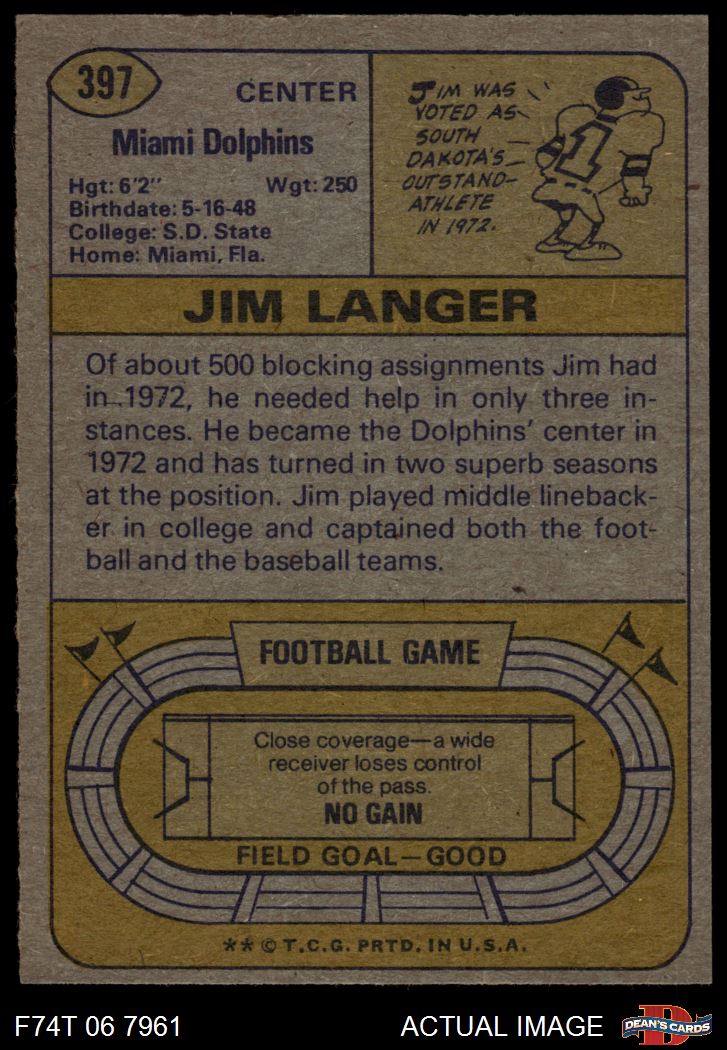 397
CENTER
Miami Dolphins
Hgt: 6'2" Wgt: 250
Birthdate: 5-16-48
College: S.D. State
Home: Miami, Fla.
JIM WAS
VOTED AS
SOUTH
DAKOTA'S
OUTSTAND-
ATHLETE
IN 1972.
1
JIM LANGER
Of about 500 blocking assignments Jim had
in 1972, he needed help in only three in-
stances. He became the Dolphins' center in
1972 and has turned in two superb seasons
at the position. Jim played middle lineback-
er in college and captained both the foot-
ball and the baseball teams.
FOOTBALL GAME
Close coverage—a wide
receiver loses control
of the pass.
NO GAIN
FIELD GOAL—GOOD
** © T.C.G. PRTD. IN U.S.A.
F74T 06 7961 ACTUAL IMAGE
D
DEAN'S CARDS